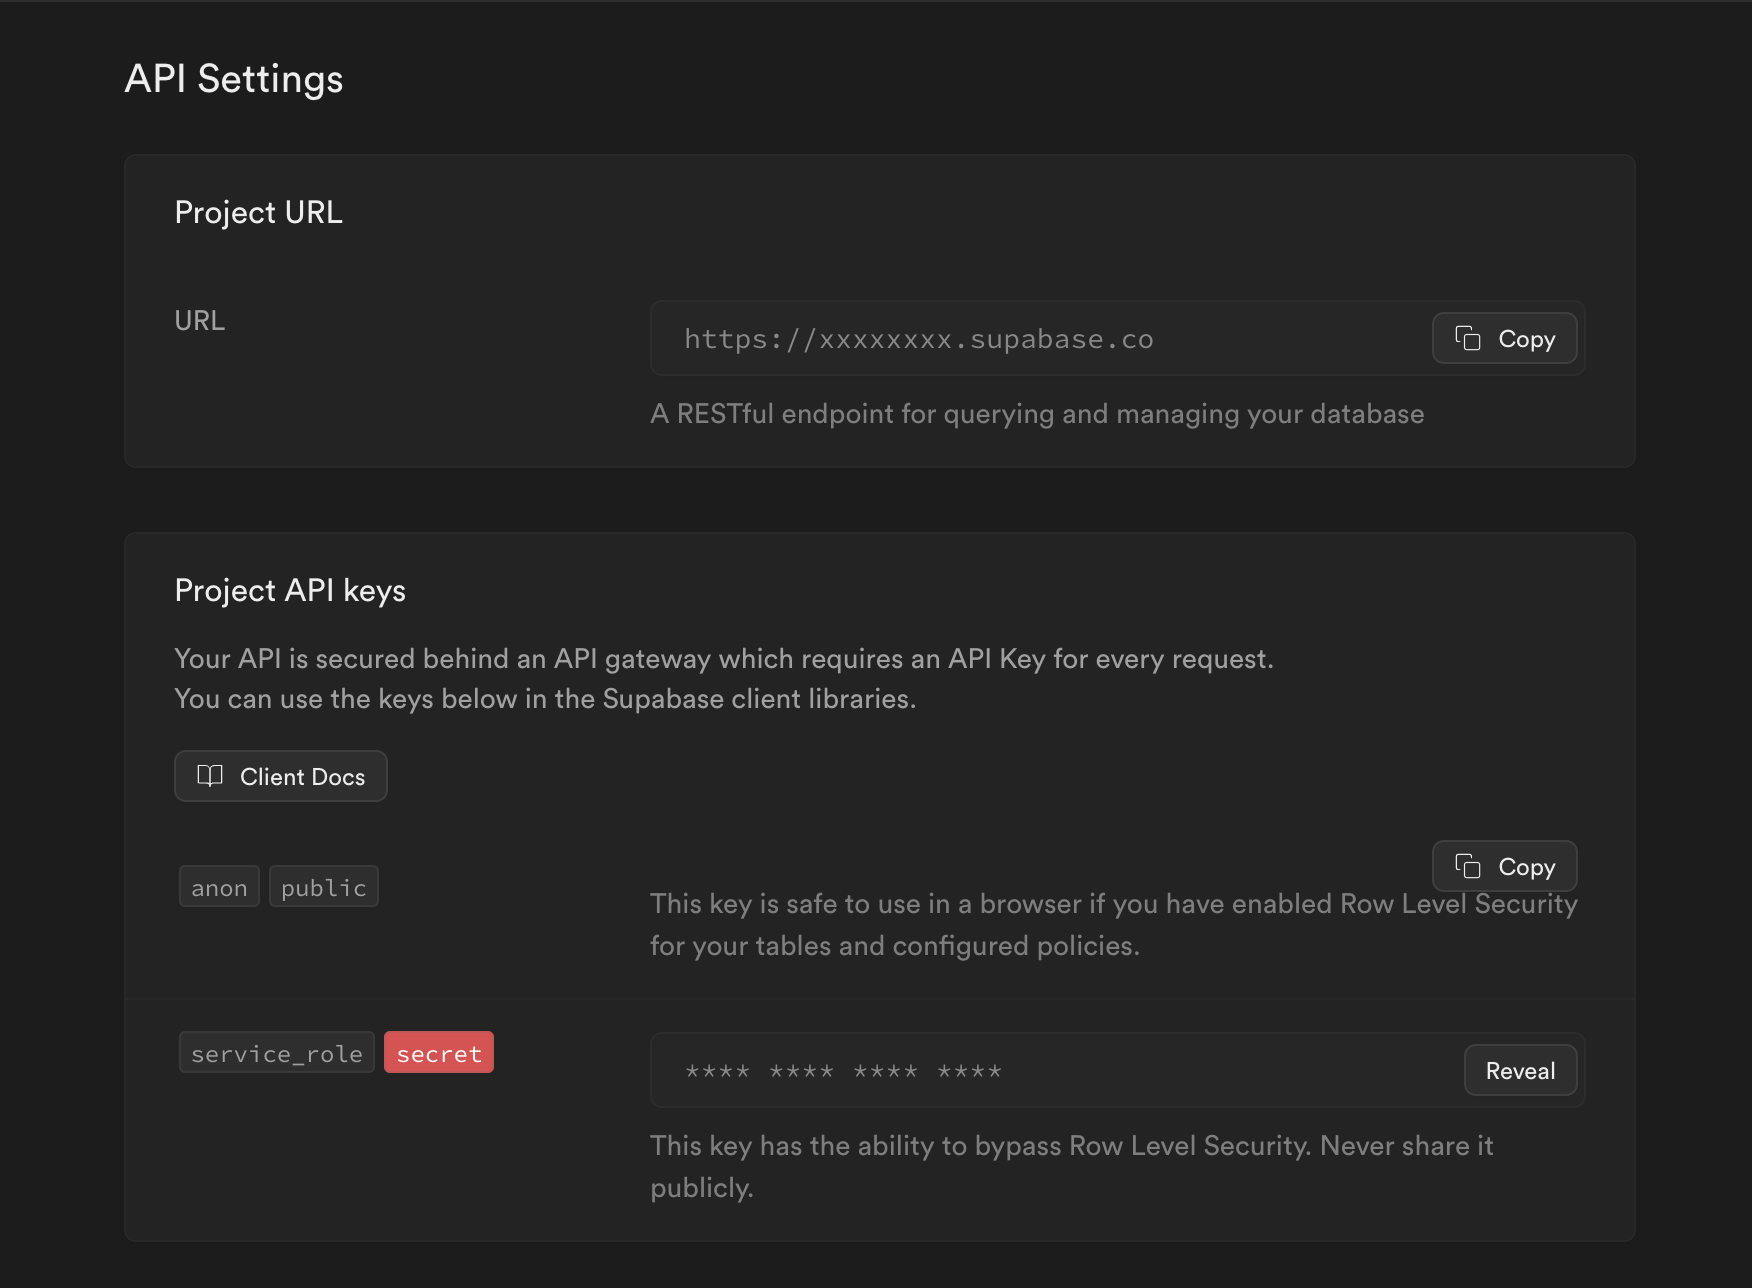 API Settings
Project URL
URL
https://xxxxxxxx.supabase.co
Copy
A RESTful endpoint for querying and managing your database
Project API keys
Your API is secured behind an API gateway which requires an API Key for every request.
You can use the keys below in the Supabase client libraries.
Client Docs
anon public
Copy
This key is safe to use in a browser if you have enabled Row Level Security
for your tables and configured policies.
service_role secret
**** **** **** ****
Reveal
This key has the ability to bypass Row Level Security. Never share it
publicly.